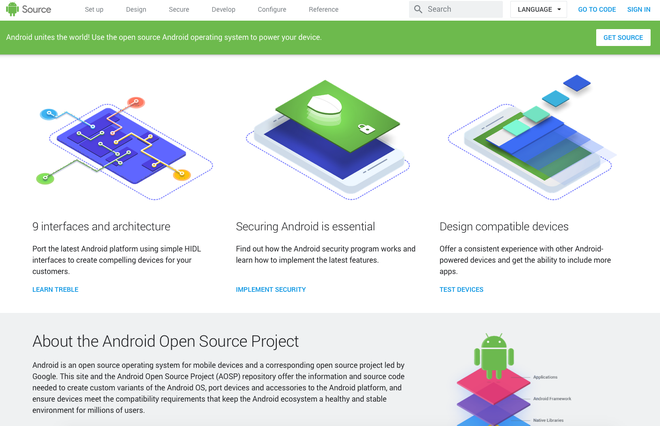 Source
Set up
Design
Secure
Develop
Configure
Reference
Search
LANGUAGE
GO TO CODE
SIGN IN
Android unites the world! Use the open source Android operating system to power your device.
GET SOURCE
9 interfaces and architecture
Port the latest Android platform using simple HIDL
interfaces to create compelling devices for your
customers.
LEARN TREBLE
Securing Android is essential
Find out how the Android security program works and
learn how to implement the latest features.
IMPLEMENT SECURITY
Design compatible devices
Offer a consistent experience with other Android-
powered devices and get the ability to include more
apps.
TEST DEVICES
About the Android Open Source Project
Android is an open source operating system for mobile devices and a corresponding open source project led by
Google. This site and the Android Open Source Project (AOSP) repository offer the information and source code
needed to create custom variants of the Android OS, port devices and accessories to the Android platform, and
ensure devices meet the compatibility requirements that keep the Android ecosystem a healthy and stable
environment for millions of users.
Applications
Android Framework
Native Libraries